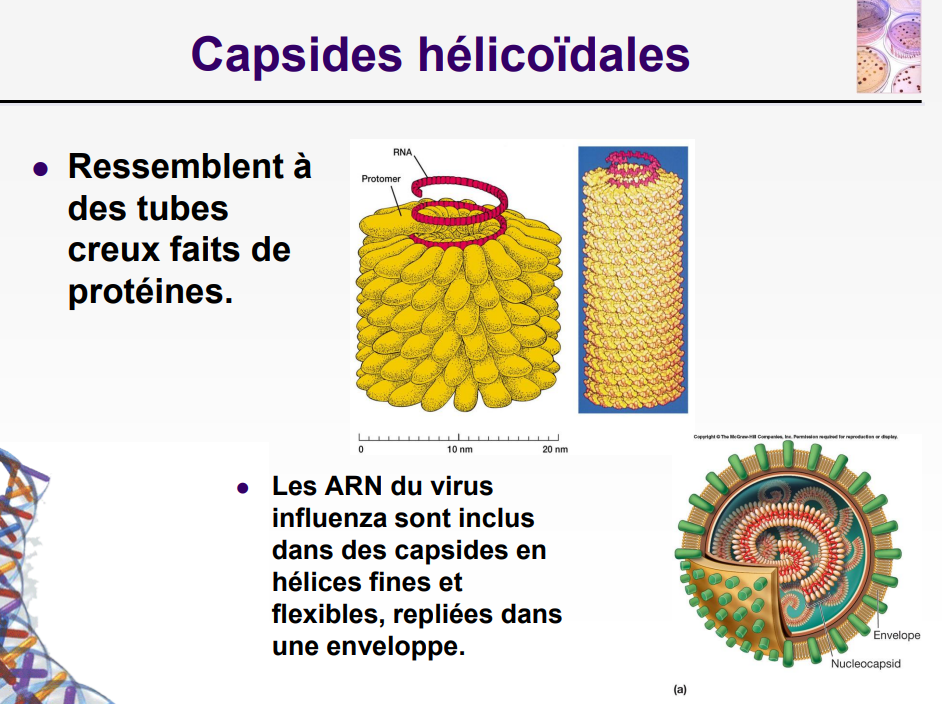 Capsides hélicoïdales
● Ressemblent à
des tubes
creux faits de
protéines.
RNA
Protomer
0 10 nm 20 nm
Copyright © The McGraw-Hill Companies, Inc. Permission required for reproduction or display.
● Les ARN du virus
influenza sont inclus
dans des capsides en
hélices fines et
flexibles, repliées dans
une enveloppe.
Envelope
Nucleocapsid
(a)